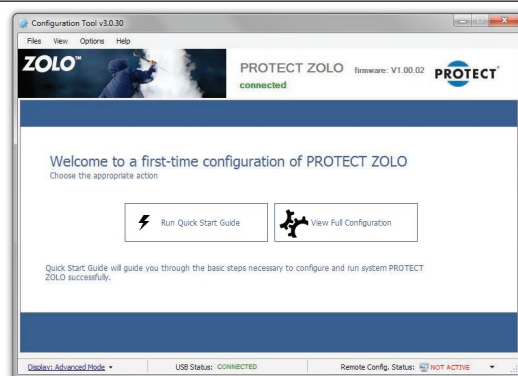 Configuration Tool v3.0.30
Files View Options Help
ZOLO™
PROTECT ZOLO firmware: V1.00.02
connected
PROTECT®
Welcome to a first-time configuration of PROTECT ZOLO
Choose the appropriate action
Run Quick Start Guide
View Full Configuration
Quick Start Guide will guide you through the basic steps necessary to configure and run system PROTECT
ZOLO successfully.
Display: Advanced Mode USB Status: CONNECTED Remote Config. Status: NOT ACTIVE